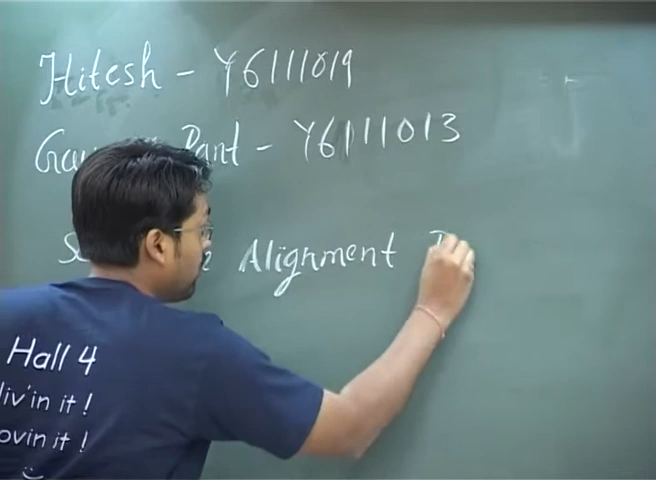 Hitesh - Y6111019
Pant - Y6111013
Alignment
Hall 4
liv'in it!
ovin it!